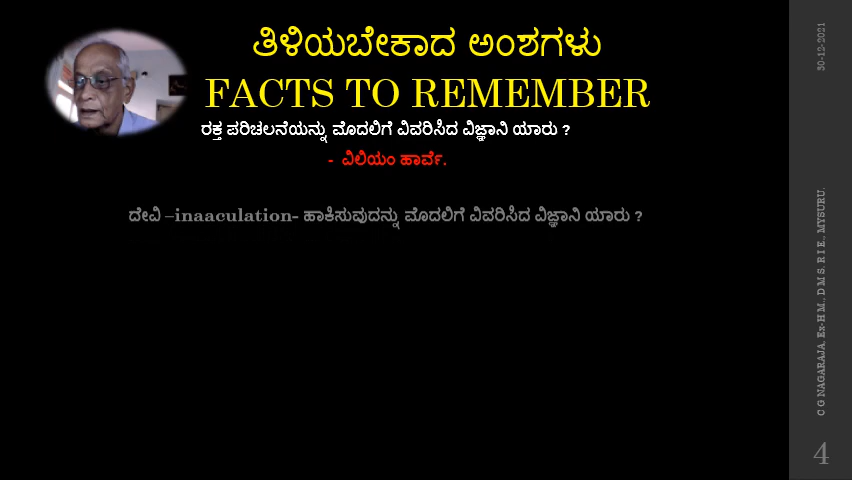 ತಿಳಿಯಬೇಕಾದ ಅಂಶಗಳು
FACTS TO REMEMBER
ರಕ್ತ ಪರಿಚಲನೆಯನ್ನು ಮೊದಲಿಗೆ ವಿವರಿಸಿದ ವಿಜ್ಞಾನಿ ಯಾರು ?
- ವಿಲಿಯಂ ಹಾರ್ವೆ.
ದೇವಿ –inaaculation- ಹಾಕಿಸುವುದನ್ನು ಮೊದಲಿಗೆ ವಿವರಿಸಿದ ವಿಜ್ಞಾನಿ ಯಾರು ?
30-12-2021
C G NAGARAJA, Ex-H M., D M S. R I E., MYSURU.
4